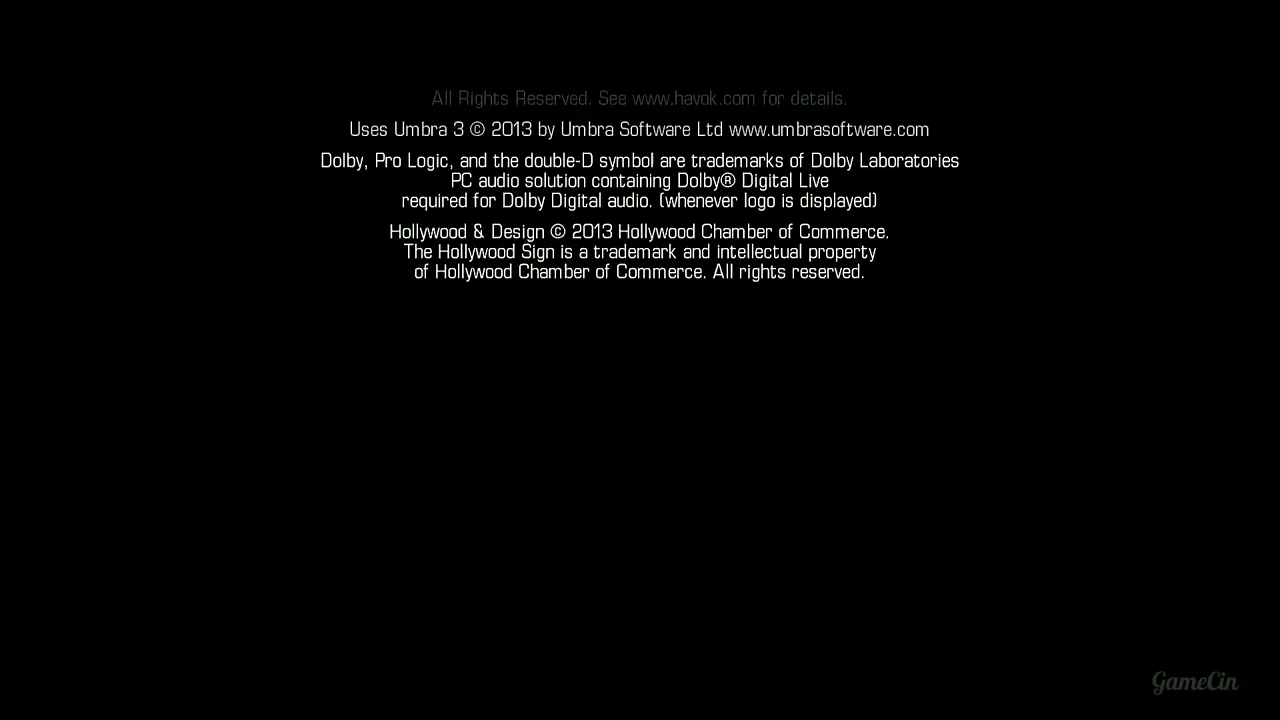 All Rights Reserved. See www.havok.com for details.
Uses Umbra 3 © 2013 by Umbra Software Ltd www.umbrasoftware.com
Dolby, Pro Logic, and the double-D symbol are trademarks of Dolby Laboratories
PC audio solution containing Dolby® Digital Live
required for Dolby Digital audio. (whenever logo is displayed)
Hollywood & Design © 2013 Hollywood Chamber of Commerce.
The Hollywood Sign is a trademark and intellectual property
of Hollywood Chamber of Commerce. All rights reserved.
GameCin